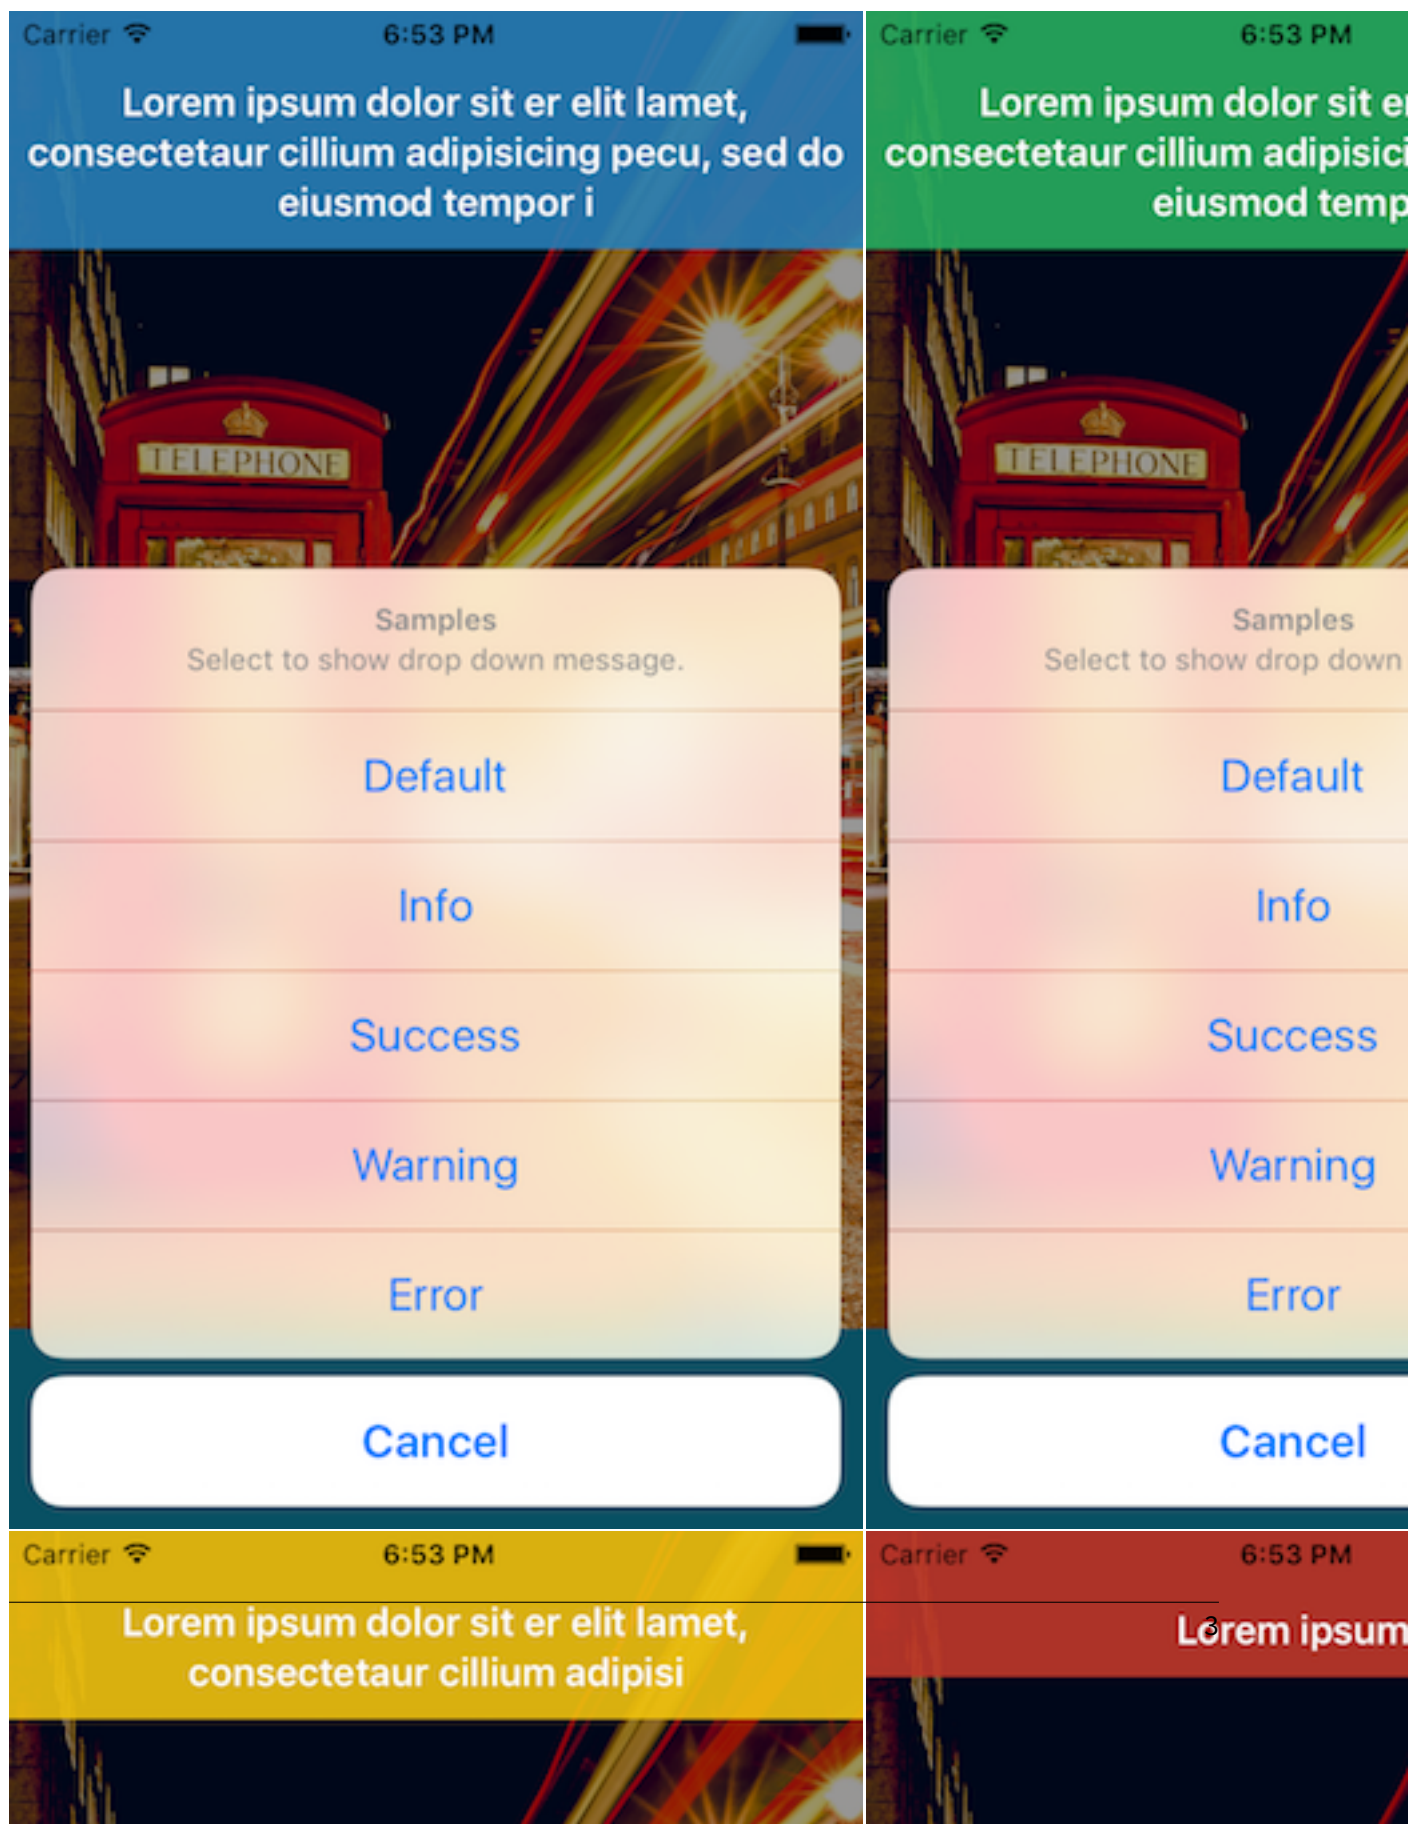 Carrier 6:53 PM
Lorem ipsum dolor sit er elit lamet,
consectetaur cillium adipisicing pecu, sed do
eiusmod tempor i
TELEPHONE
Samples
Select to show drop down message.
Default
Info
Success
Warning
Error
Cancel
Carrier 6:53 PM
Lorem ipsum dolor sit
consectetaur cillium
eiusmod
TELEPHONE
Samples
Select to show drop down
Default
Info
Success
Warning
Error
Cancel
Carrier 6:53 PM
Lorem ipsum dolor sit er elit lamet,
consectetaur cillium adipisi
Carrier 6:53 PM
Lorem ipsum
3